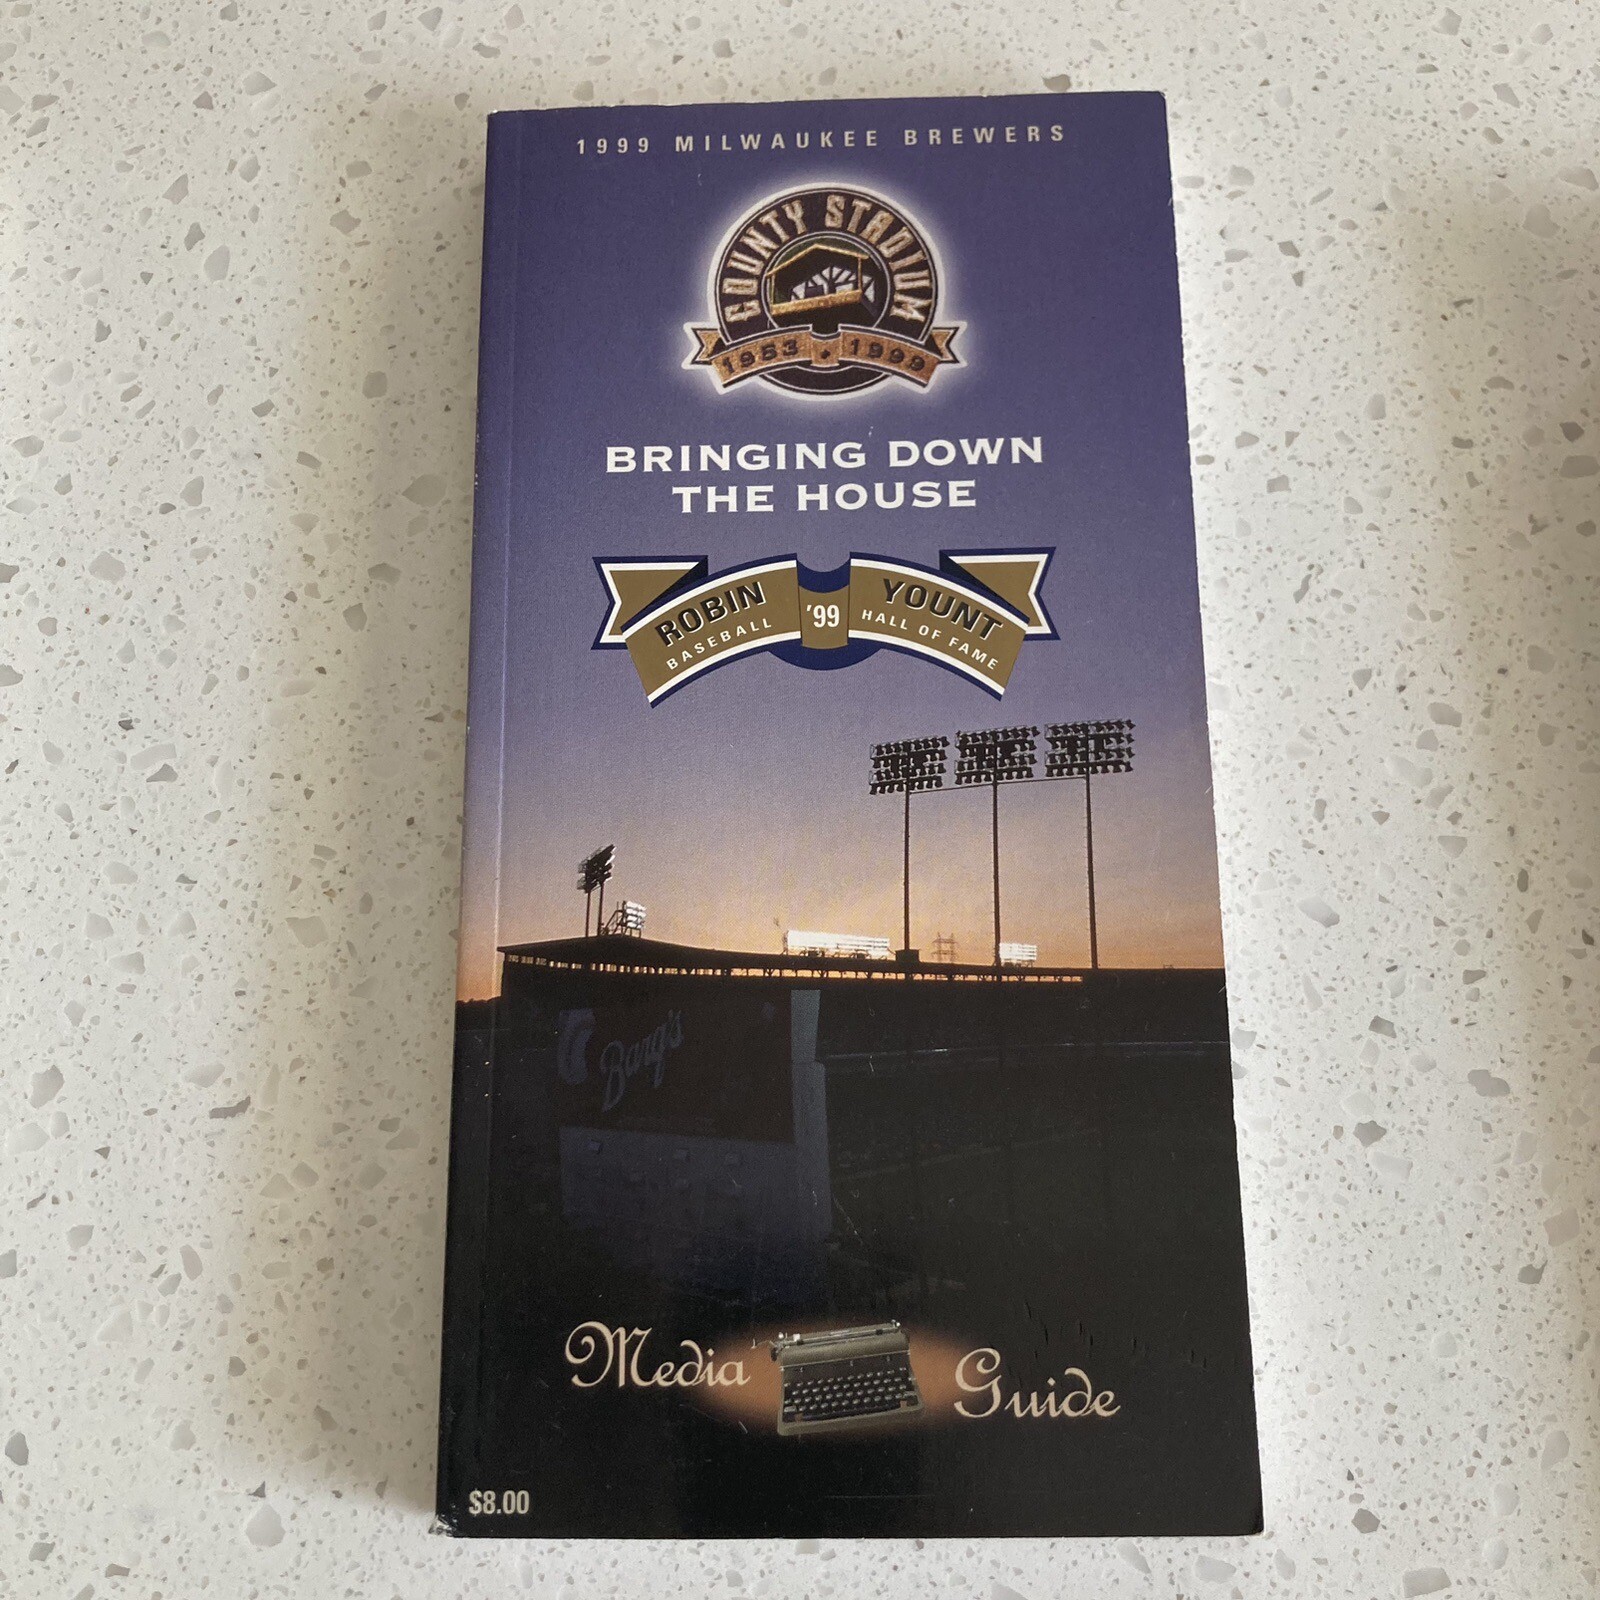 1999 MILWAUKEE BREWERS
COUNTY STADIUM
1953 • 1999
BRINGING DOWN
THE HOUSE
ROBIN '99 YOUNT
BASEBALL HALL OF FAME
Barq's
Media Guide
$8.00